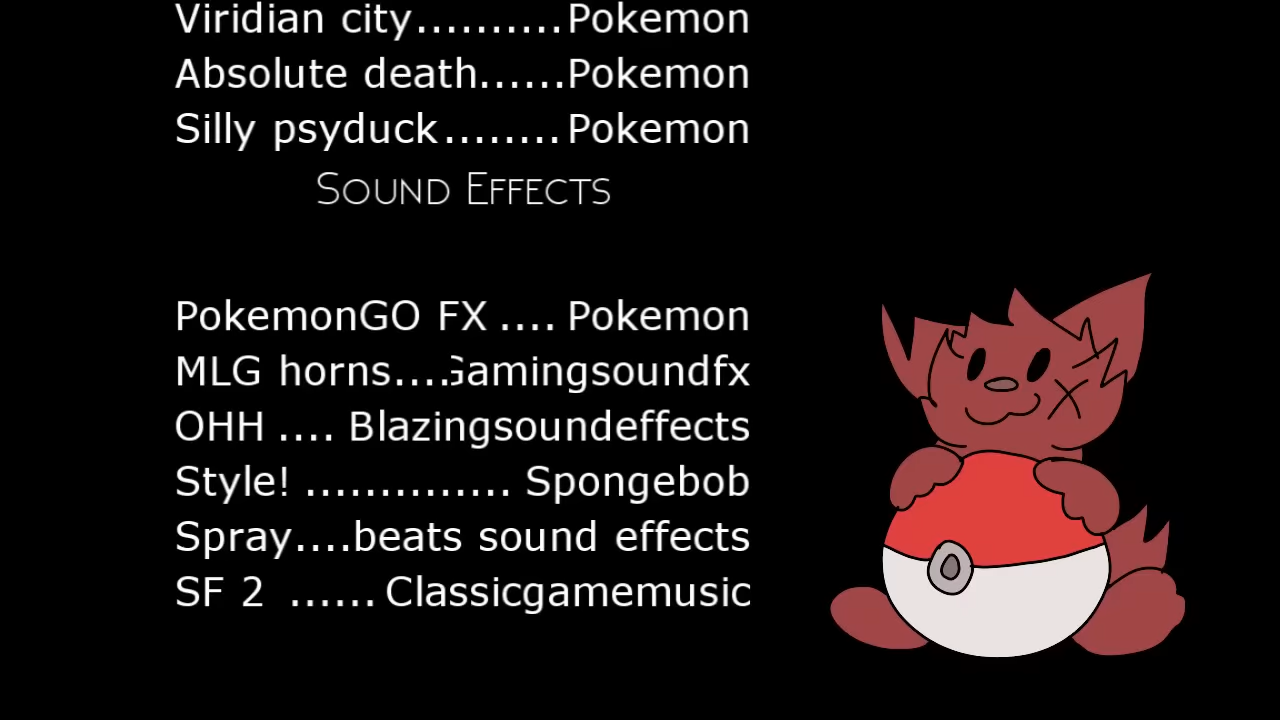 Viridian city..........Pokemon
Absolute death......Pokemon
Silly psyduck........Pokemon
SOUND EFFECTS
PokemonGO FX .... Pokemon
MLG horns....Gamingsoundfx
OHH .... Blazingsoundeffects
Style! .............. Spongebob
Spray....beats sound effects
SF 2 ...... Classicgamemusic